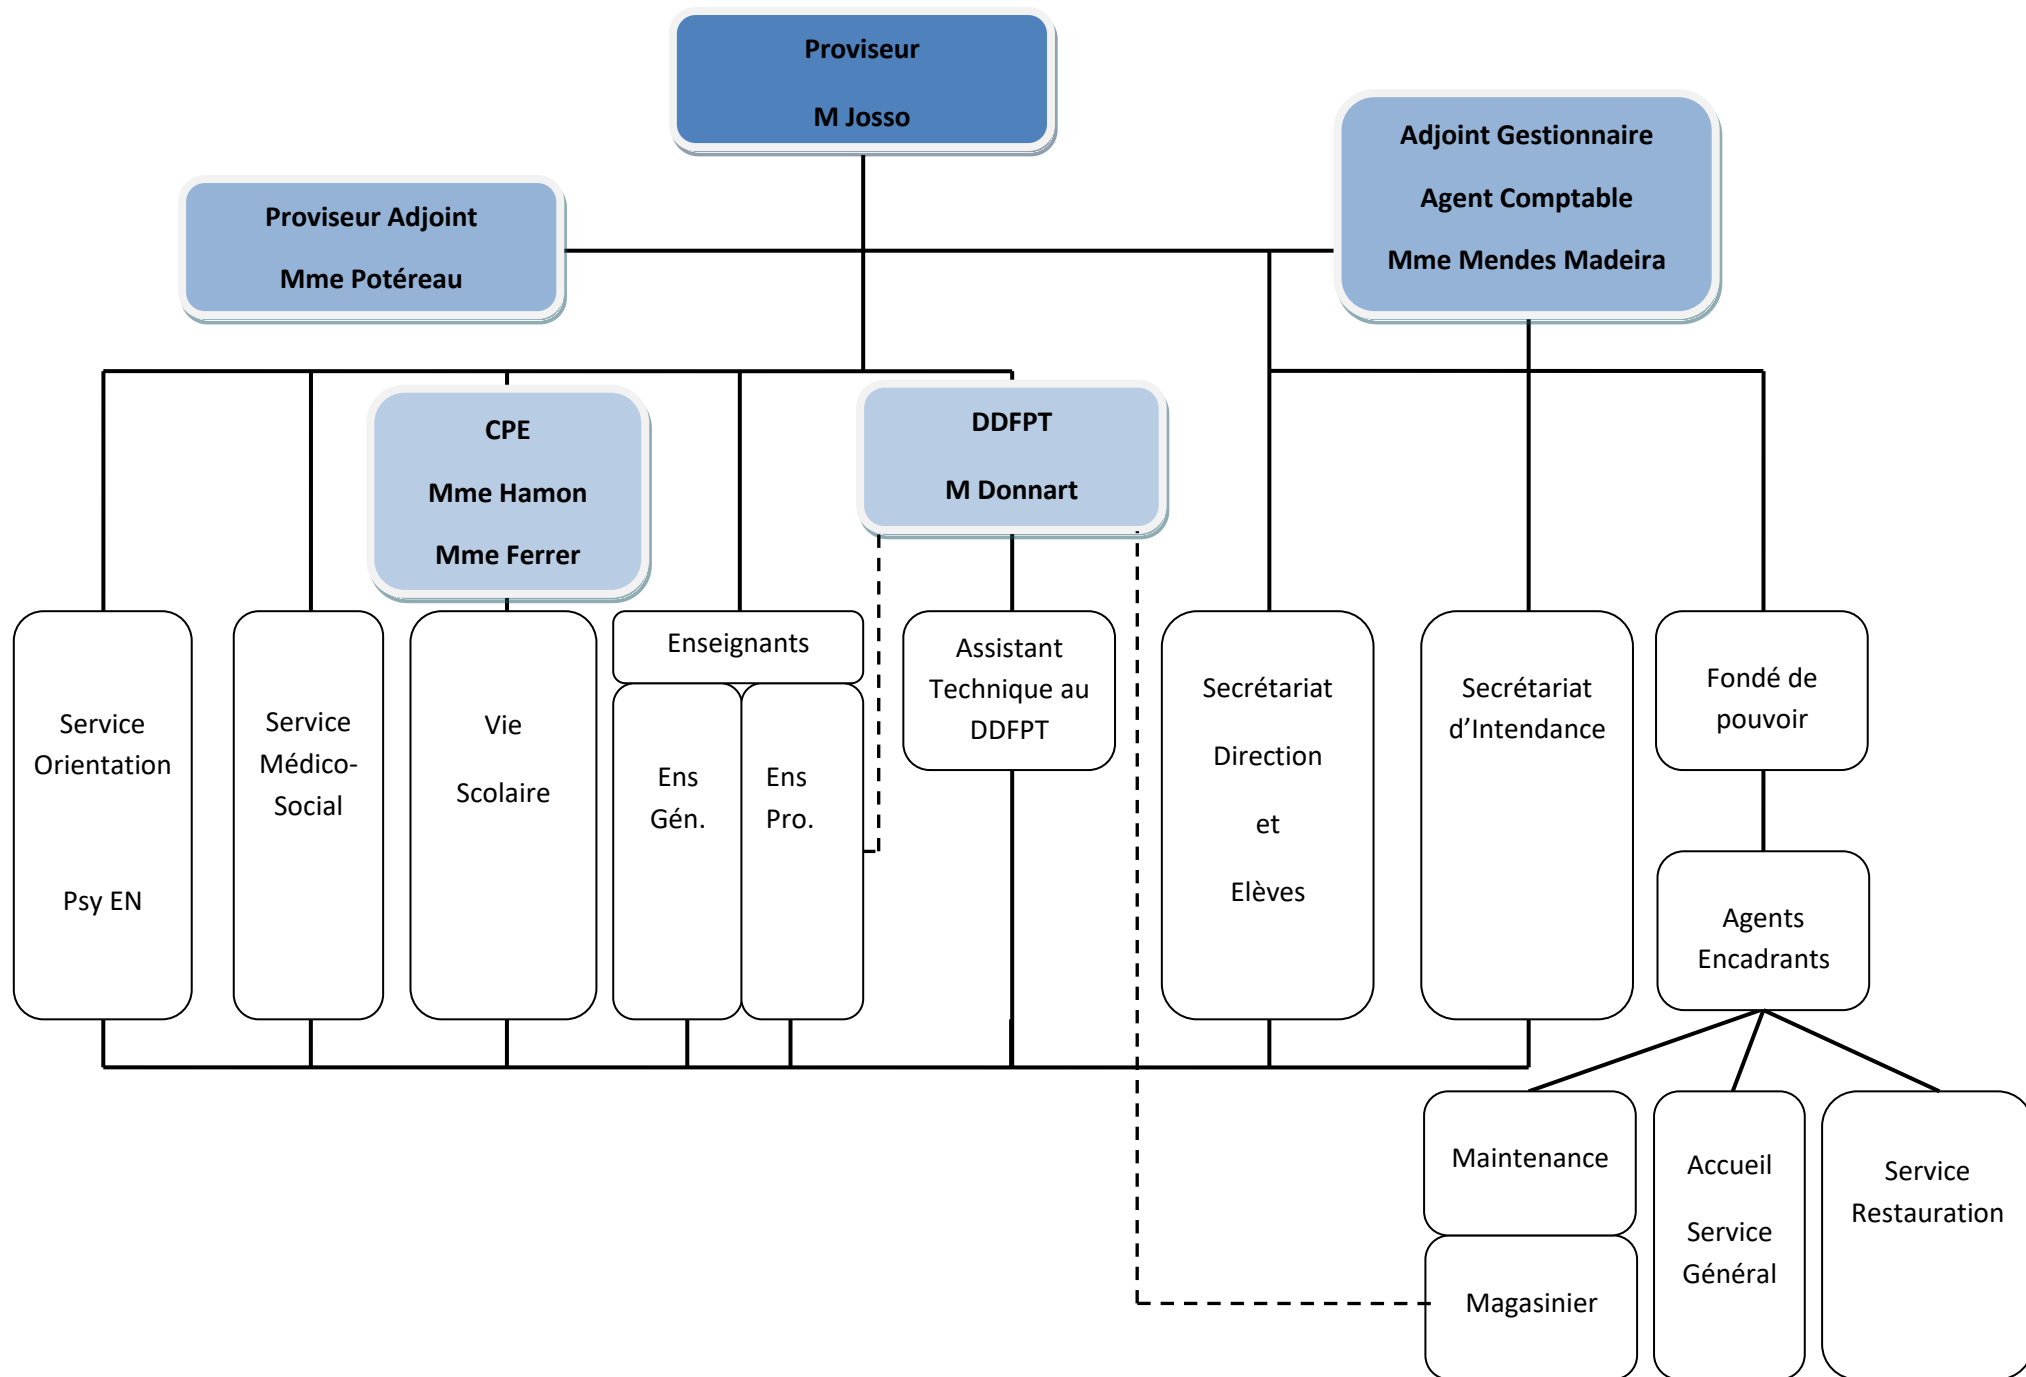 Proviseur
M Josso
Adjoint Gestionnaire
Agent Comptable
Mme Mendes Madeira
Proviseur Adjoint
Mme Potéreau
CPE
Mme Hamon
Mme Ferrer
DDFPT
M Donnart
Service
Orientation
Psy EN
Service
Médico-
Social
Vie
Scolaire
Enseignants
Ens
Gén.
Ens
Pro.
Assistant
Technique au
DDFPT
Secrétariat
Direction
et
Elèves
Secrétariat
d’Intendance
Fondé de
pouvoir
Agents
Encadrants
Maintenance
Magasinier
Accueil
Service
Général
Service
Restauration